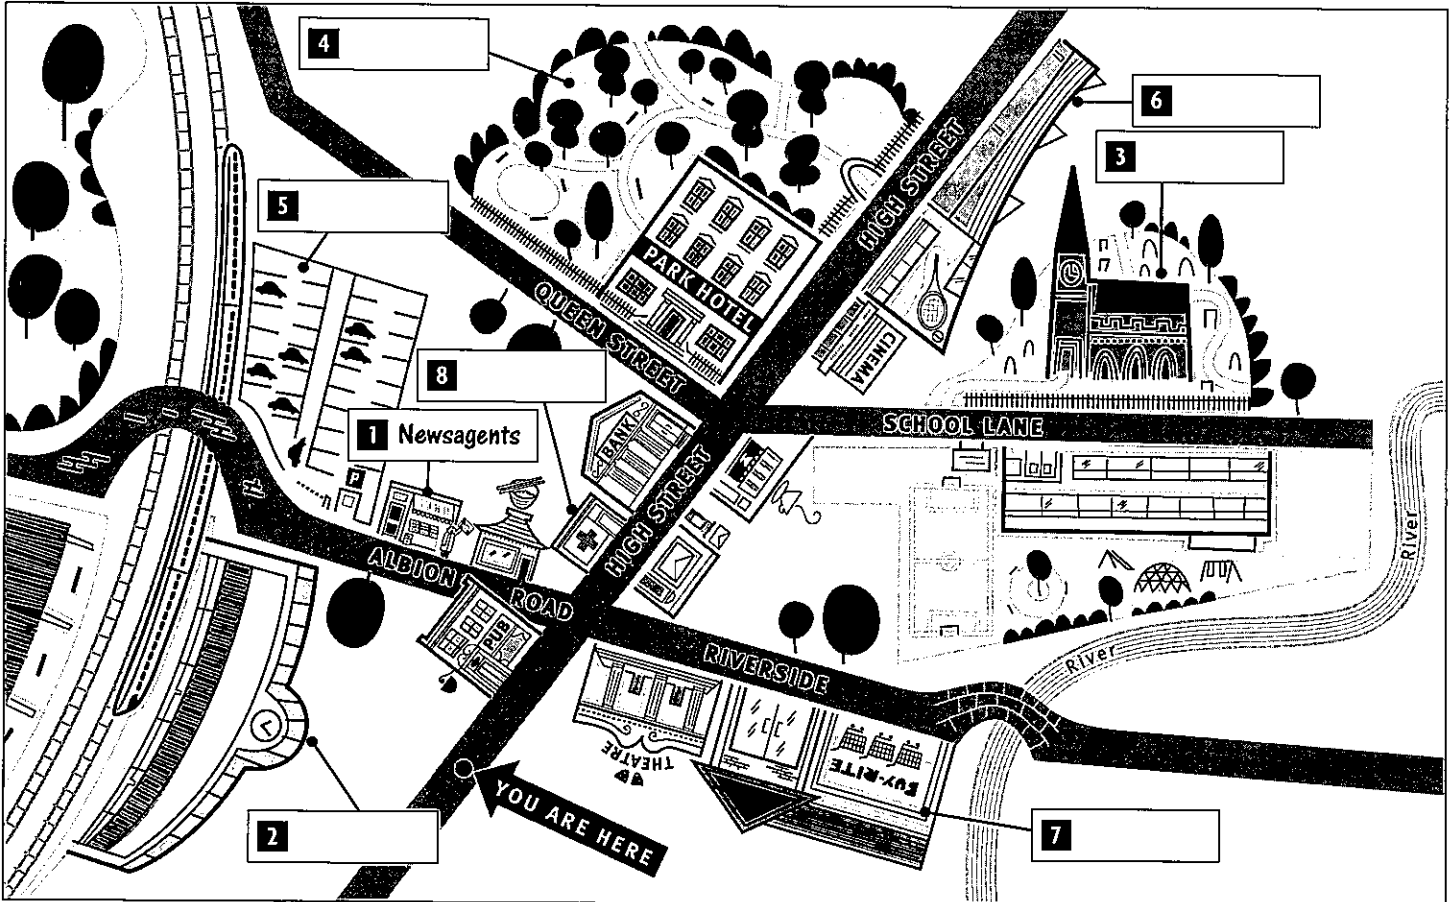 4
6
3
5
HIGH STREET
PARK HOTEL
QUEEN STREET
CINEMA
8
1 Newsagents
BANK
SCHOOL LANE
P
HIGH STREET
ALBION ROAD
PUB
River
River
RIVERSIDE
THEATRE
BUY-RITE
YOU ARE HERE
2
7